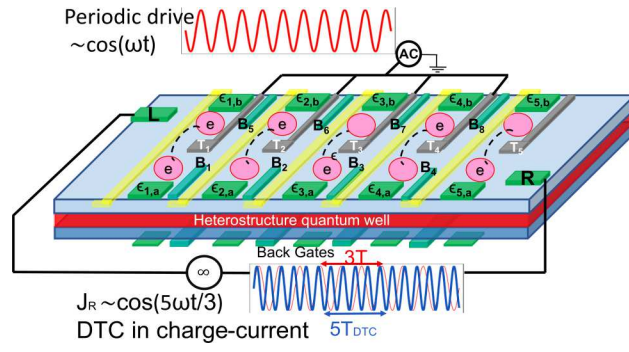 Periodic drive
~cos(ωt)
AC
ϵ1,b ϵ2,b ϵ3,b ϵ4,b ϵ5,b
L e B5 e B6 B7 e B8
T1 T2 T3 T4 T5
e B1 e B2 e B3 e B4 e R
ϵ1,a ϵ2,a ϵ3,a ϵ4,a ϵ5,a
Heterostructure quantum well
Back Gates
3T
∞
JR ~cos(5ωt/3)
DTC in charge-current
5TDTC